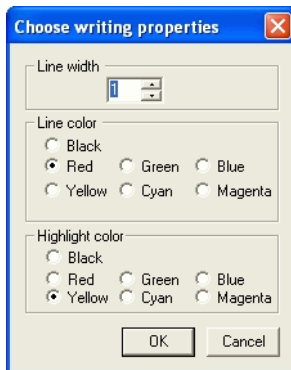 Choose writing properties
Line width
1
Line color
Black
Red Green Blue
Yellow Cyan Magenta
Highlight color
Black
Red Green Blue
Yellow Cyan Magenta
OK Cancel